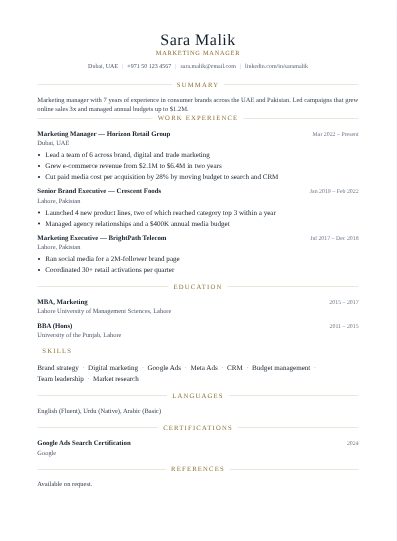 Sara Malik
MARKETING MANAGER
Dubai, UAE | +971 50 123 4567 | sara.malik@email.com | linkedin.com/in/saramalik
SUMMARY
Marketing manager with 7 years of experience in consumer brands across the UAE and Pakistan. Led campaigns that grew
online sales 3x and managed annual budgets up to $1.2M.
WORK EXPERIENCE
Marketing Manager — Horizon Retail Group Mar 2022 – Present
Dubai, UAE
• Lead a team of 6 across brand, digital and trade marketing
• Grew e-commerce revenue from $2.1M to $6.4M in two years
• Cut paid media cost per acquisition by 28% by moving budget to search and CRM
Senior Brand Executive — Crescent Foods Jan 2019 – Feb 2022
Lahore, Pakistan
• Launched 4 new product lines, two of which reached category top 3 within a year
• Managed agency relationships and a $400K annual media budget
Marketing Executive — BrightPath Telecom Jul 2017 – Dec 2018
Lahore, Pakistan
• Ran social media for a 2M-follower brand page
• Coordinated 30+ retail activations per quarter
EDUCATION
MBA, Marketing 2015 – 2017
Lahore University of Management Sciences, Lahore
BBA (Hons) 2011 – 2015
University of the Punjab, Lahore
SKILLS
Brand strategy · Digital marketing · Google Ads · Meta Ads · CRM · Budget management ·
Team leadership · Market research
LANGUAGES
English (Fluent), Urdu (Native), Arabic (Basic)
CERTIFICATIONS
Google Ads Search Certification 2024
Google
REFERENCES
Available on request.